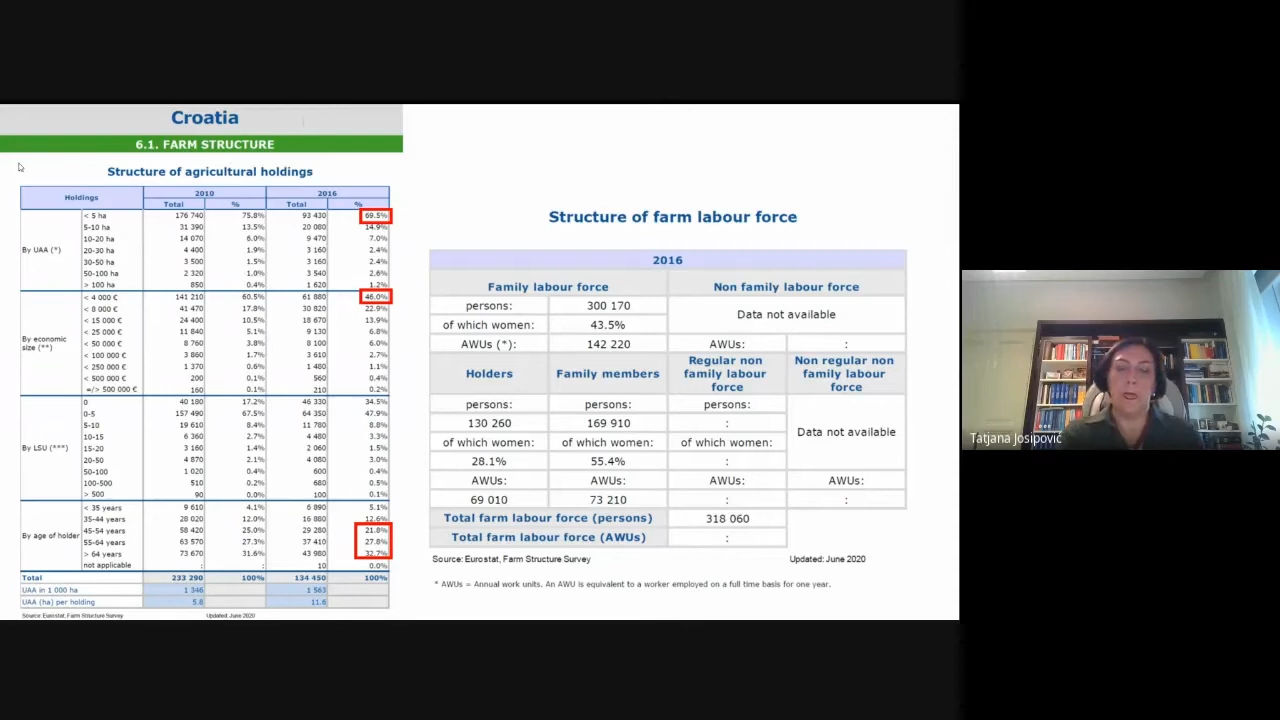 Croatia
6.1. FARM STRUCTURE
Structure of agricultural holdings
Holdings 2010 2016
Total % Total %
By UAA (*)
< 5 ha 176 740 75.8% 93 430 69.5%
5-10 ha 31 390 13.5% 20 080 14.9%
10-20 ha 14 070 6.0% 9 470 7.0%
20-30 ha 4 400 1.9% 3 160 2.4%
30-50 ha 3 500 1.5% 3 160 2.4%
50-100 ha 2 320 1.0% 3 540 2.6%
> 100 ha 850 0.4% 1 620 1.2%
By economic size (**)
< 4 000 € 141 210 60.5% 61 880 46.0%
< 8 000 € 41 470 17.8% 30 820 22.9%
< 15 000 € 24 400 10.5% 18 670 13.9%
< 25 000 € 11 840 5.1% 9 130 6.8%
< 50 000 € 8 760 3.8% 8 100 6.0%
< 100 000 € 3 860 1.7% 3 610 2.7%
< 250 000 € 1 370 0.6% 1 480 1.1%
< 500 000 € 200 0.1% 560 0.4%
=/> 500 000 € 160 0.1% 210 0.2%
By LSU (***)
0 40 180 17.2% 46 330 34.5%
0-5 157 490 67.5% 64 350 47.9%
5-10 19 610 8.4% 11 780 8.8%
10-15 6 360 2.7% 4 480 3.3%
15-20 3 160 1.4% 2 060 1.5%
20-50 4 870 2.1% 4 080 3.0%
50-100 1 020 0.4% 600 0.4%
100-500 510 0.2% 680 0.5%
> 500 90 0.0% 100 0.1%
By age of holder
< 35 years 9 610 4.1% 6 890 5.1%
35-44 years 28 020 12.0% 16 880 12.6%
45-54 years 58 420 25.0% 29 280 21.8%
55-64 years 63 570 27.3% 37 410 27.8%
> 64 years 73 670 31.6% 43 980 32.7%
not applicable : : 10 0.0%
Total 233 290 100% 134 450 100%
UAA in 1 000 ha 1 346 1 563
UAA (ha) per holding 5.8 11.6
Source: Eurostat, Farm Structure Survey Updated: June 2020
Structure of farm labour force
2016
Family labour force Non family labour force
persons: 300 170 Data not available
of which women: 43.5%
AWUs (*): 142 220 AWUs: :
Holders Family members Regular non family labour force Non regular non family labour force
persons: persons: persons: Data not available
130 260 169 910 :
of which women: of which women: of which women:
28.1% 55.4% :
AWUs: AWUs: AWUs: AWUs:
69 010 73 210 : :
Total farm labour force (persons) 318 060
Total farm labour force (AWUs) :
Source: Eurostat, Farm Structure Survey Updated: June 2020
* AWUs = Annual work units. An AWU is equivalent to a worker employed on a full time basis for one year.
Tatjana Josipović